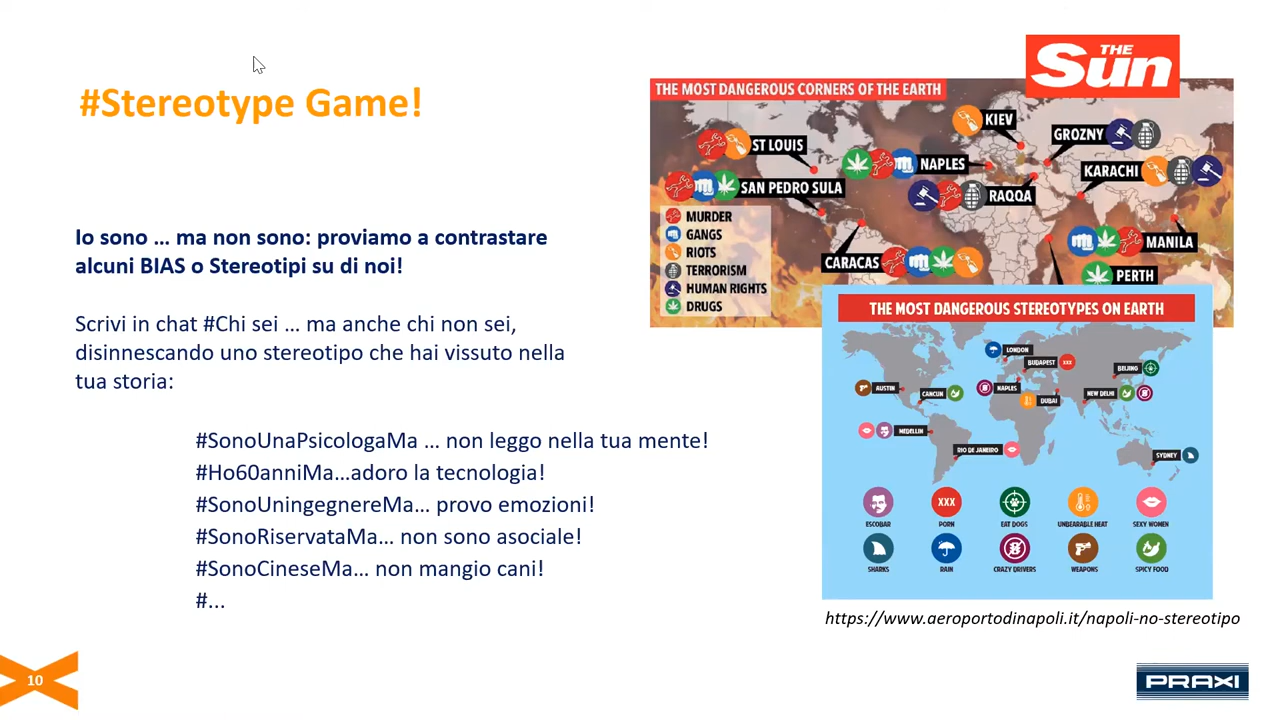 #Stereotype Game!
Io sono … ma non sono: proviamo a contrastare
alcuni BIAS o Stereotipi su di noi!
Scrivi in chat #Chi sei … ma anche chi non sei,
disinnescando uno stereotipo che hai vissuto nella
tua storia:
#SonoUnaPsicologaMa … non leggo nella tua mente!
#Ho60anniMa…adoro la tecnologia!
#SonoUningegnereMa… provo emozioni!
#SonoRiservataMa… non sono asociale!
#SonoCineseMa… non mangio cani!
#...
10
THE
Sun
THE MOST DANGEROUS CORNERS OF THE EARTH
KIEV
GROZNY
ST LOUIS
NAPLES
KARACHI
SAN PEDRO SULA
RAQQA
MURDER
GANGS
RIOTS
TERRORISM
HUMAN RIGHTS
DRUGS
CARACAS
MANILA
PERTH
THE MOST DANGEROUS STEREOTYPES ON EARTH
LONDON
BUDAPEST
XXX
BEIJING
AUSTIN
CANCUN
NAPLES
DUBAI
NEW DELHI
MEDELLIN
RIO DE JANEIRO
SYDNEY
XXX
ESCOBAR
PORN
EAT DOGS
UNBEARABLE HEAT
SEXY WOMEN
SHARKS
RAIN
CRAZY DRIVERS
WEAPONS
SPICY FOOD
https://www.aeroportodinapoli.it/napoli-no-stereotipo
PRAXI